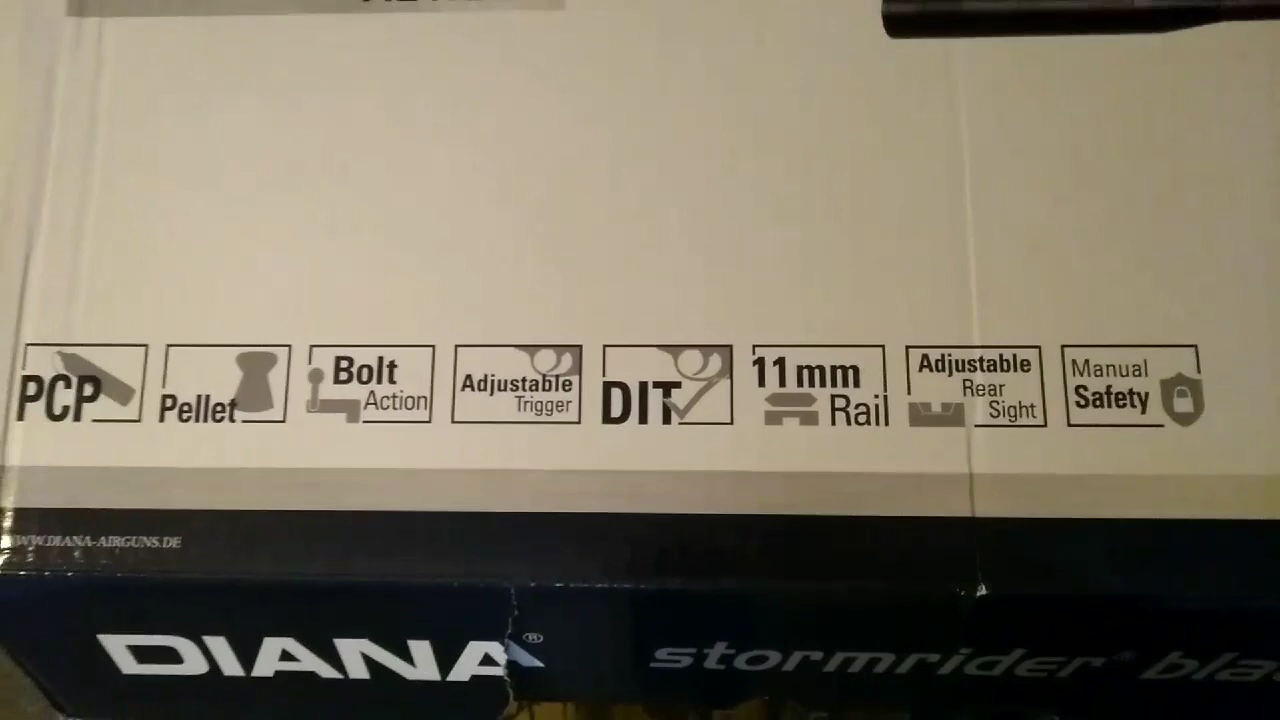 PCP
Pellet
Bolt
Action
Adjustable
Trigger
DIT
11mm
Rail
Adjustable
Rear
Sight
Manual
Safety
WWW.DIANA-AIRGUNS.DE
DIANA®
stormrider